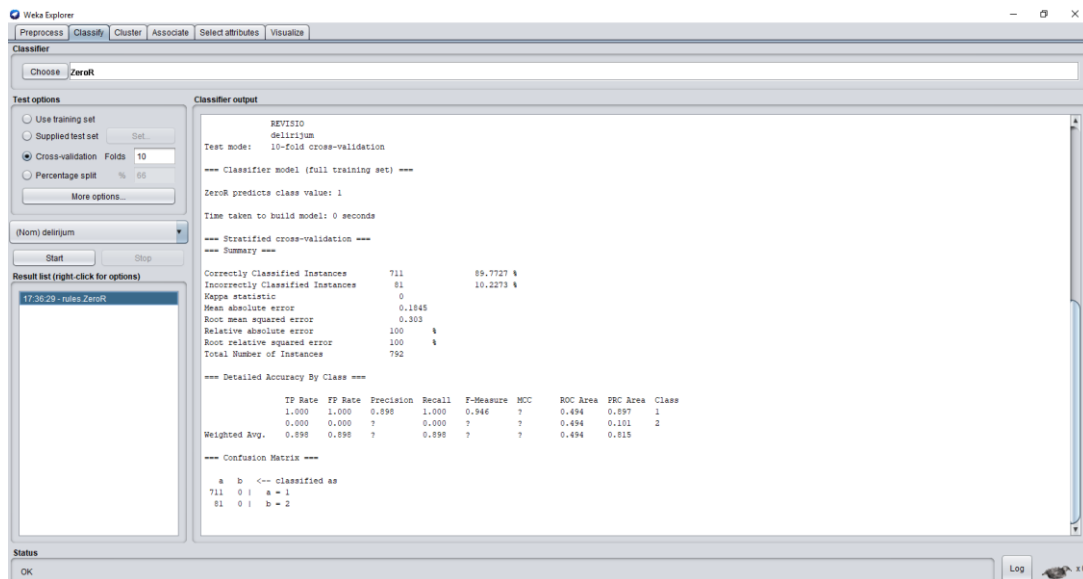 Weka Explorer
Preprocess Classify Cluster Associate Select attributes Visualize
Classifier
Choose ZeroR
Test options
Use training set
Supplied test set Set...
Cross-validation Folds 10
Percentage split % 66
More options...
(Nom) delirijum
Start Stop
Result list (right-click for options)
17:36:29 - rules.ZeroR
Classifier output
REVISIO
delirijum
Test mode: 10-fold cross-validation
=== Classifier model (full training set) ===
ZeroR predicts class value: 1
Time taken to build model: 0 seconds
=== Stratified cross-validation ===
=== Summary ===
Correctly Classified Instances 711 89.7727 %
Incorrectly Classified Instances 81 10.2273 %
Kappa statistic 0
Mean absolute error 0.1845
Root mean squared error 0.303
Relative absolute error 100 %
Root relative squared error 100 %
Total Number of Instances 792
=== Detailed Accuracy By Class ===
TP Rate FP Rate Precision Recall F-Measure MCC ROC Area PRC Area Class
1.000 1.000 0.898 1.000 0.946 ? 0.494 0.897 1
0.000 0.000 ? 0.000 ? ? 0.494 0.101 2
Weighted Avg. 0.898 0.898 ? 0.898 ? ? 0.494 0.815
=== Confusion Matrix ===
a b <-- classified as
711 0 | a = 1
81 0 | b = 2
Status
OK
Log